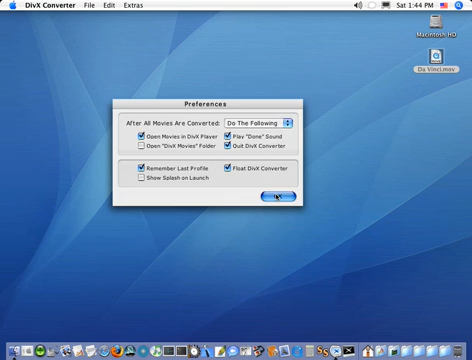 DivX Converter File Edit Extras Sat 1:44 PM
Macintosh HD
Da Vinci.mov
Preferences
After All Movies Are Converted: Do The Following
Open Movies in DivX Player Play "Done" Sound
Open "DivX Movies" Folder Quit DivX Converter
Remember Last Profile Float DivX Converter
Show Splash on Launch